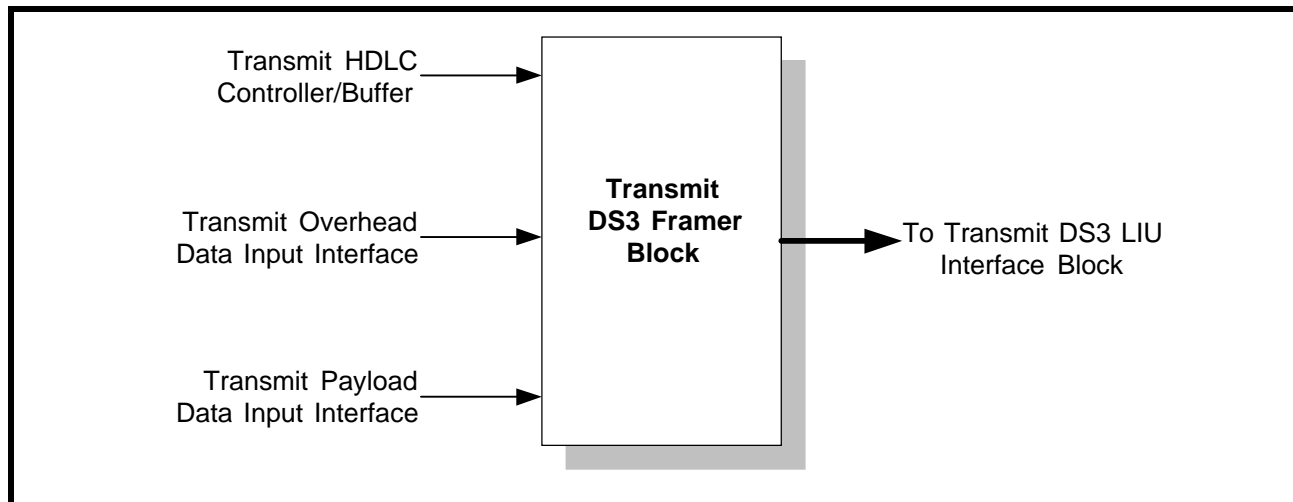 Transmit HDLC
Controller/Buffer
Transmit Overhead
Data Input Interface
Transmit Payload
Data Input Interface
Transmit
DS3 Framer
Block
To Transmit DS3 LIU
Interface Block